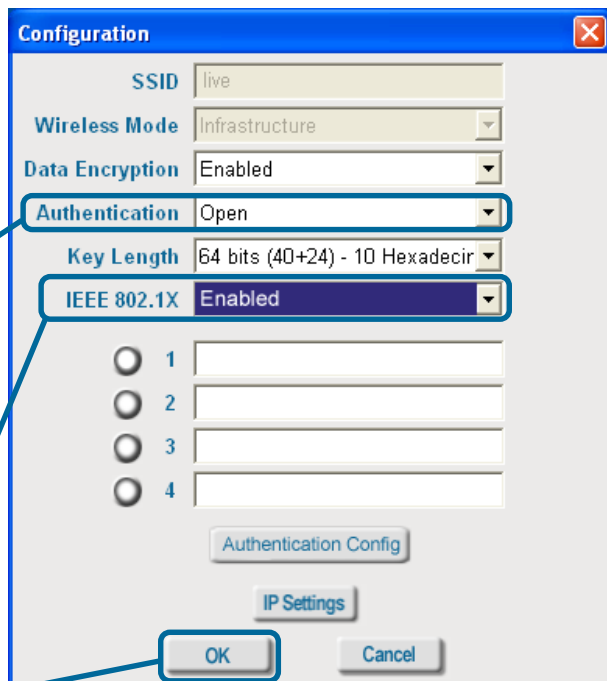 Configuration
SSID live
Wireless Mode Infrastructure
Data Encryption Enabled
Authentication Open
Key Length 64 bits (40+24) - 10 Hexadecir
IEEE 802.1X Enabled
1
2
3
4
Authentication Config
IP Settings
OK Cancel